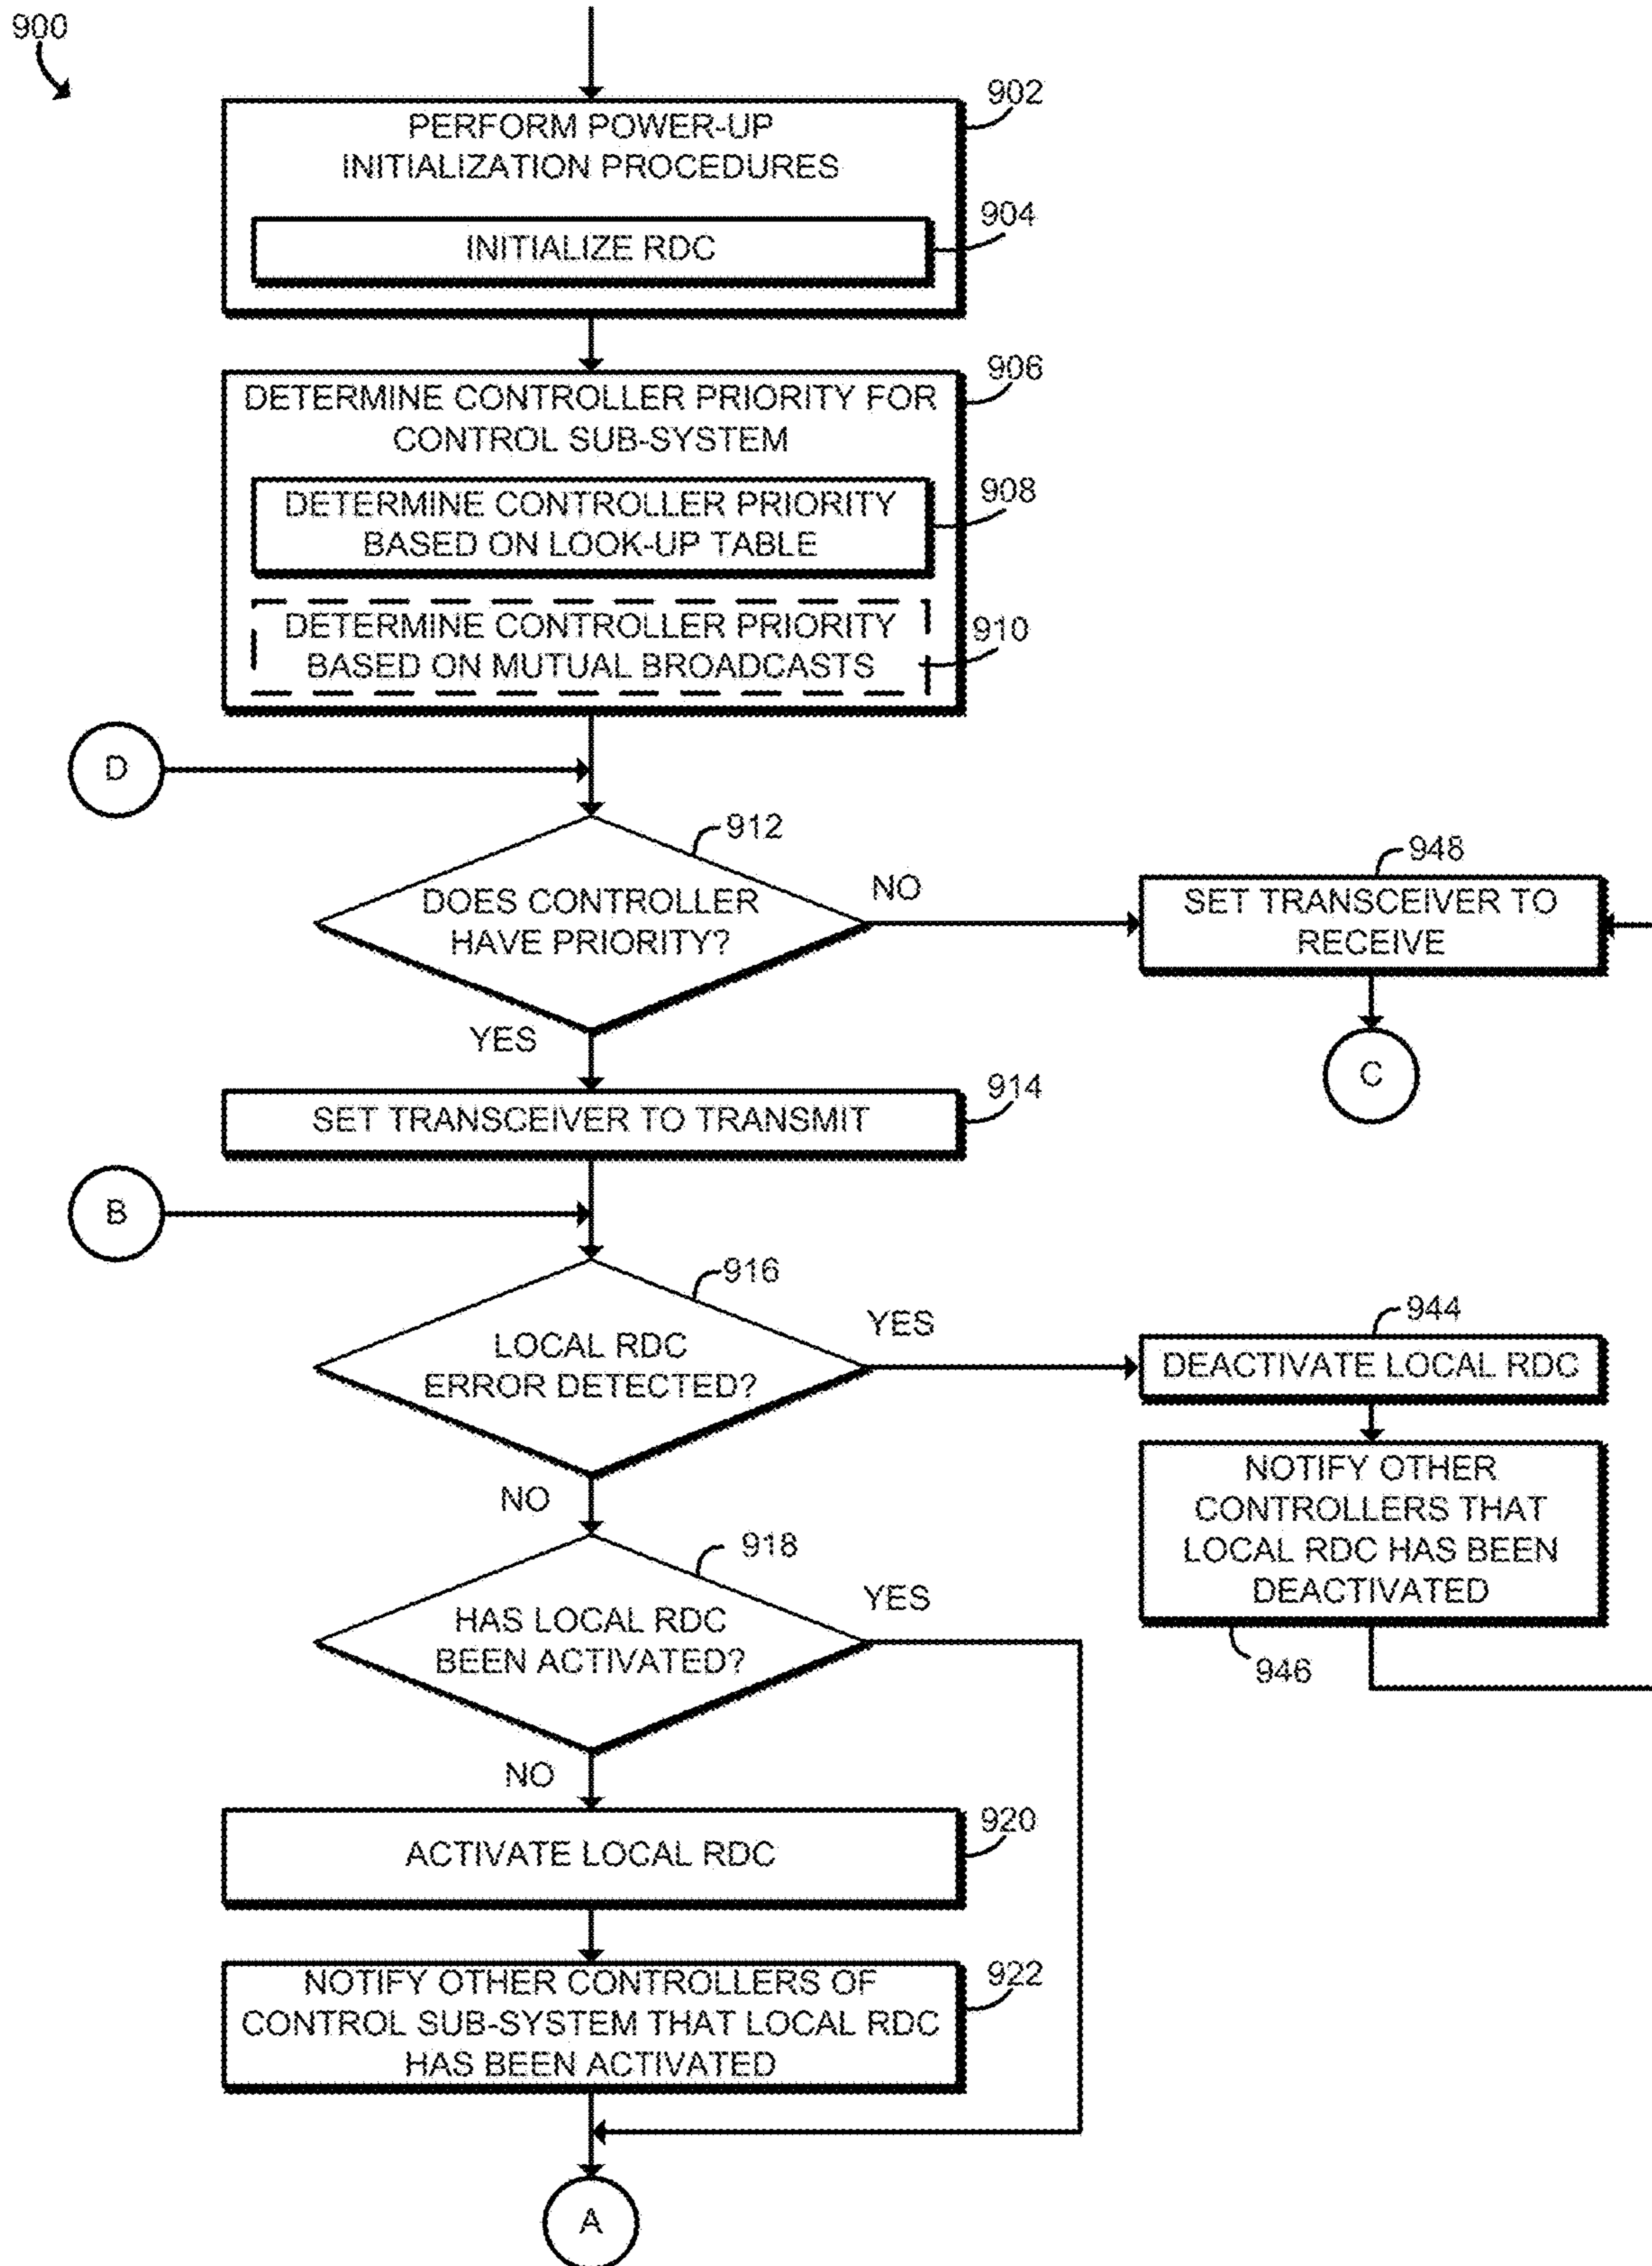 900
902
PERFORM POWER-UP
INITIALIZATION PROCEDURES
904
INITIALIZE RDC
906
DETERMINE CONTROLLER PRIORITY FOR
CONTROL SUB-SYSTEM
908
DETERMINE CONTROLLER PRIORITY
BASED ON LOOK-UP TABLE
910
DETERMINE CONTROLLER PRIORITY
BASED ON MUTUAL BROADCASTS
D
912
DOES CONTROLLER
HAVE PRIORITY?
NO
948
SET TRANSCEIVER TO
RECEIVE
C
YES
914
SET TRANSCEIVER TO TRANSMIT
B
916
LOCAL RDC
ERROR DETECTED?
YES
944
DEACTIVATE LOCAL RDC
NOTIFY OTHER
CONTROLLERS THAT
LOCAL RDC HAS BEEN
DEACTIVATED
946
NO
918
HAS LOCAL RDC
BEEN ACTIVATED?
YES
NO
920
ACTIVATE LOCAL RDC
922
NOTIFY OTHER CONTROLLERS OF
CONTROL SUB-SYSTEM THAT LOCAL RDC
HAS BEEN ACTIVATED
A